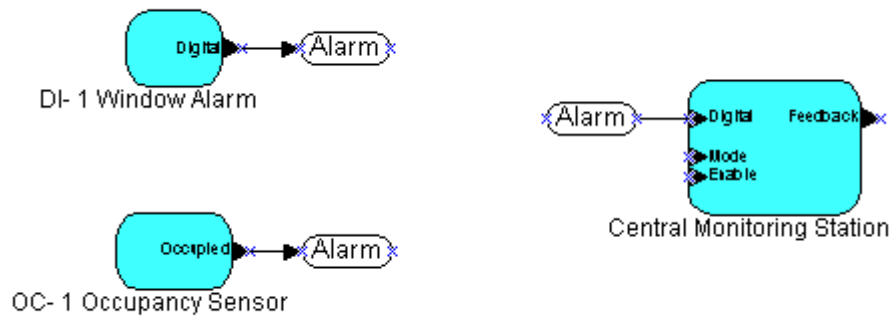 Digital
Alarm
DI- 1 Window Alarm
Alarm
Digital
Feedback
Mode
Enable
Central Monitoring Station
Occupied
Alarm
OC- 1 Occupancy Sensor